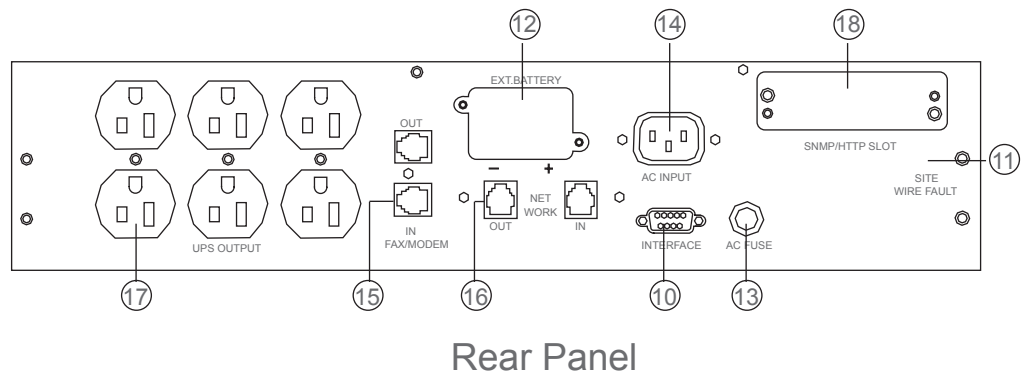 12
14
18
EXT.BATTERY
OUT
SNMP/HTTP SLOT
− +
AC INPUT
11
SITE
WIRE FAULT
NET
WORK
OUT
IN
IN
FAX/MODEM
UPS OUTPUT
INTERFACE
AC FUSE
17
15
16
10
13
Rear Panel